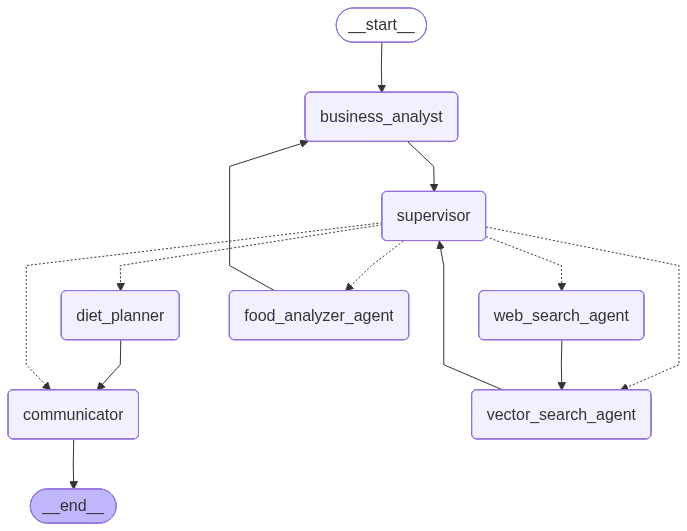 __start__
business_analyst
supervisor
diet_planner
food_analyzer_agent
web_search_agent
communicator
vector_search_agent
__end__